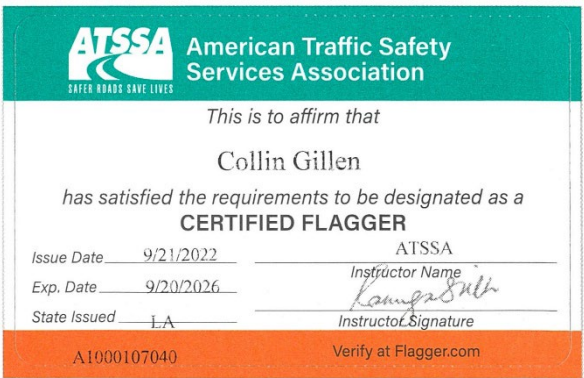 ATSSA
SAFER ROADS SAVE LIVES
American Traffic Safety
Services Association
This is to affirm that
Collin Gillen
has satisfied the requirements to be designated as a
CERTIFIED FLAGGER
Issue Date 9/21/2022
ATSSA
Instructor Name
Exp. Date 9/20/2026
State Issued LA
Instructor Signature
A1000107040
Verify at Flagger.com